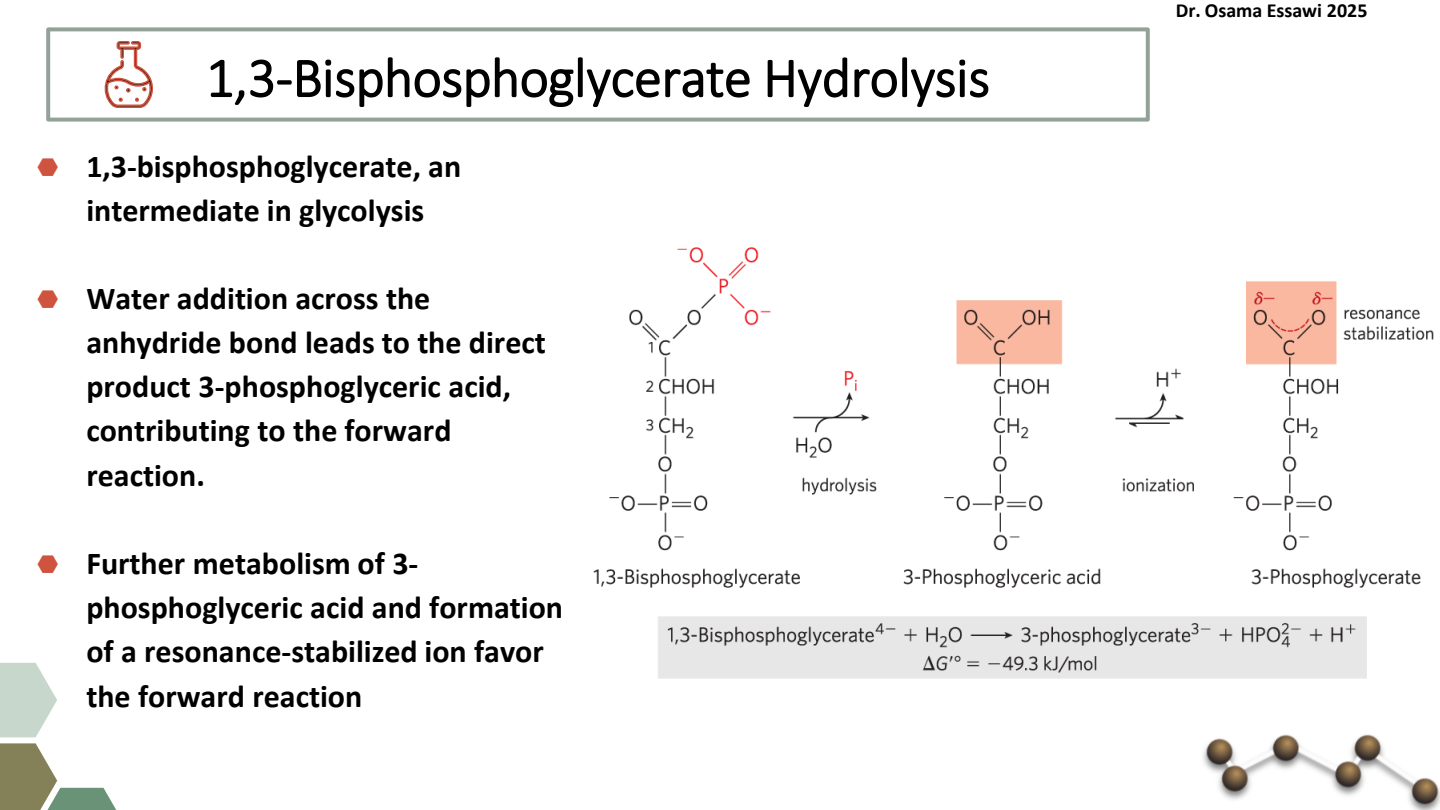 Dr. Osama Essawi 2025
1,3-Bisphosphoglycerate Hydrolysis
1,3-bisphosphoglycerate, an
intermediate in glycolysis
Water addition across the
anhydride bond leads to the direct
product 3-phosphoglyceric acid,
contributing to the forward
reaction.
Further metabolism of 3-
phosphoglyceric acid and formation
of a resonance-stabilized ion favor
the forward reaction
⁻O O
P
O O O⁻
1 C
2 CHOH
3 CH₂
O
⁻O—P=O
O⁻
1,3-Bisphosphoglycerate
Pᵢ
H₂O
hydrolysis
O OH
C
CHOH
CH₂
O
⁻O—P=O
O⁻
3-Phosphoglyceric acid
H⁺
ionization
δ– δ–
O O
C
CHOH
CH₂
O
⁻O—P=O
O⁻
3-Phosphoglycerate
resonance
stabilization
1,3-Bisphosphoglycerate⁴⁻ + H₂O ⟶ 3-phosphoglycerate³⁻ + HPO₄²⁻ + H⁺
ΔG′° = −49.3 kJ/mol